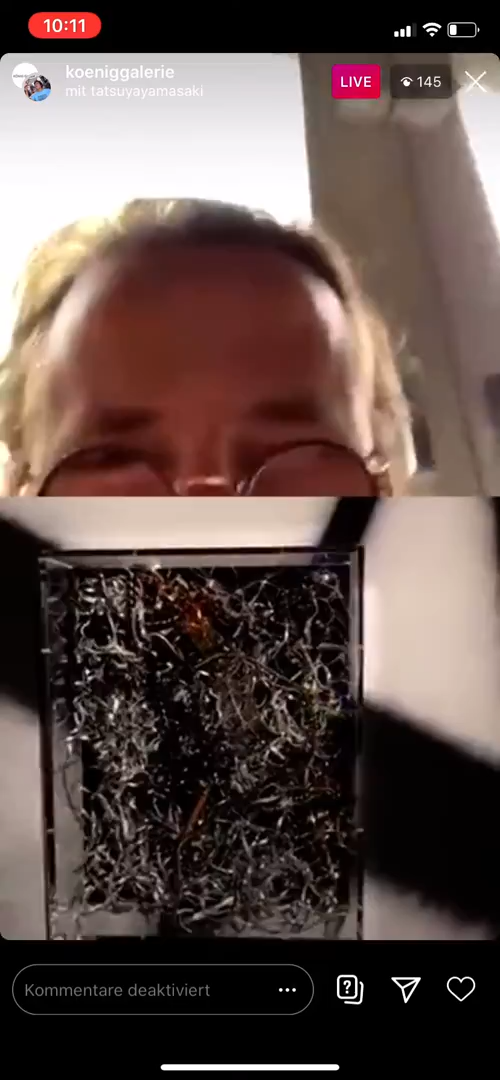 10:11
koeniggalerie
mit tatsuyayamasaki
LIVE
145
Kommentare deaktiviert